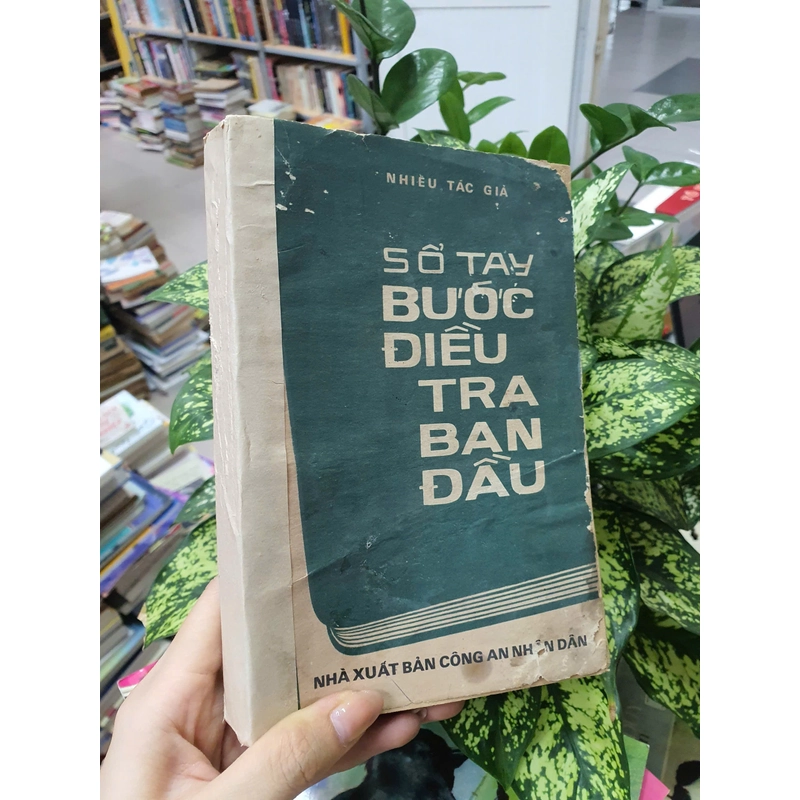 NHIỀU TÁC GIẢ
SỔ TAY
BƯỚC
ĐIỀU
TRA
BAN
ĐẦU
NHÀ XUẤT BẢN CÔNG AN NHÂN DÂN